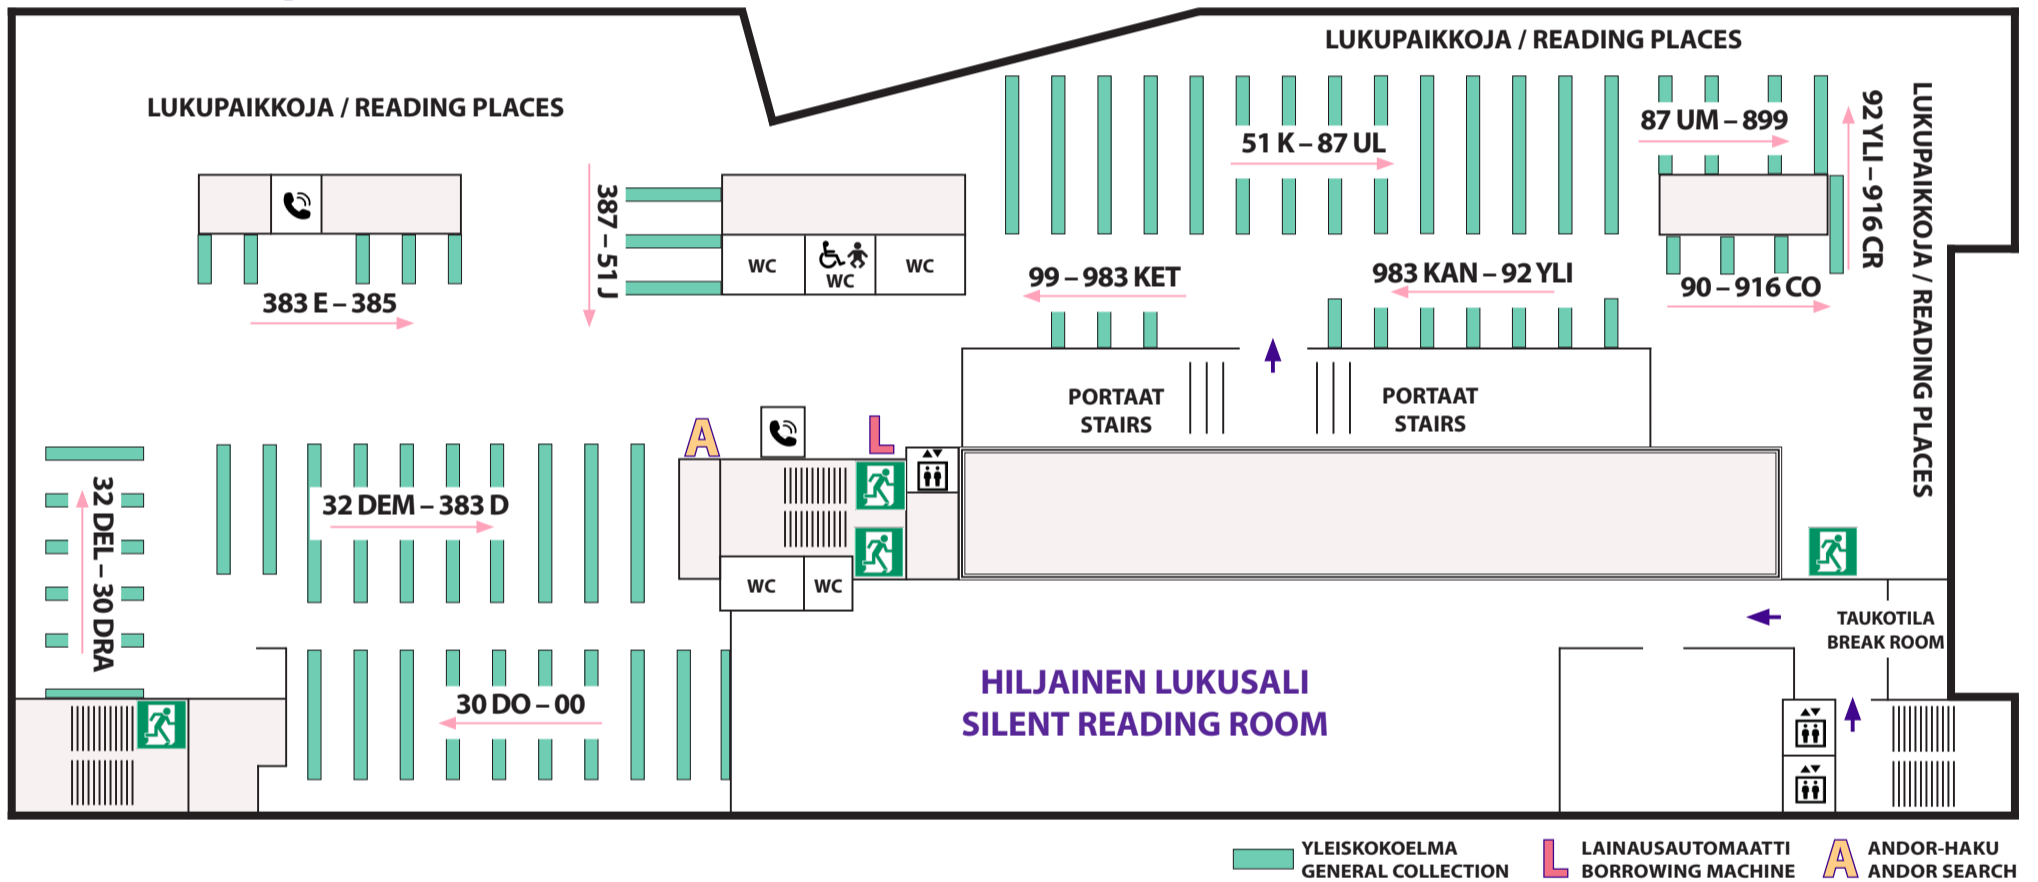 LUKUPAIKKOJA / READING PLACES
LUKUPAIKKOJA / READING PLACES
LUKUPAIKKOJA / READING PLACES
383 E – 385
387 – 51 J
WC
WC
WC
51 K – 87 UL
87 UM – 899
92 YLI – 916 CR
99 – 983 KET
983 KAN – 92 YLI
90 – 916 CO
PORTAAT
STAIRS
PORTAAT
STAIRS
A
L
32 DEL – 30 DRA
32 DEM – 383 D
WC
WC
30 DO – 00
HILJAINEN LUKUSALI
SILENT READING ROOM
TAUKOTILA
BREAK ROOM
YLEISKOKOELMA
GENERAL COLLECTION
L
LAINAUSAUTOMAATTI
BORROWING MACHINE
A
ANDOR-HAKU
ANDOR SEARCH